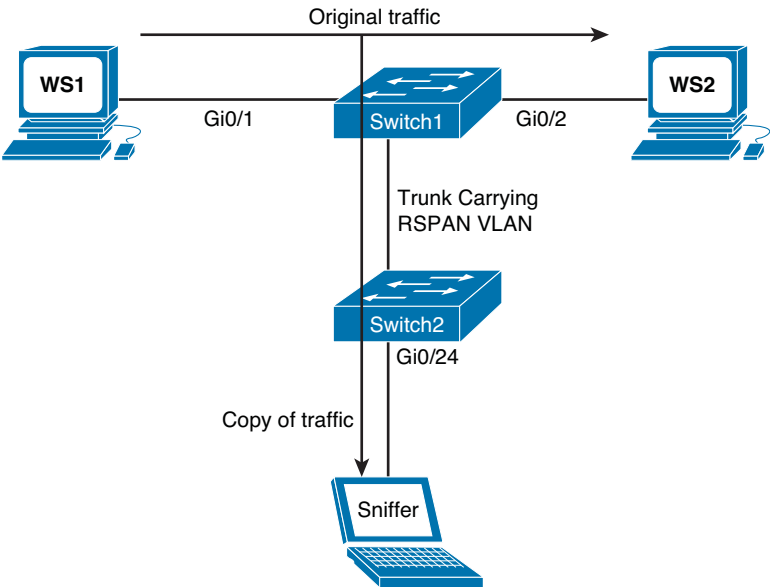 Original traffic
WS1
WS2
Gi0/1
Switch1
Gi0/2
Trunk Carrying
RSPAN VLAN
Switch2
Gi0/24
Copy of traffic
Sniffer